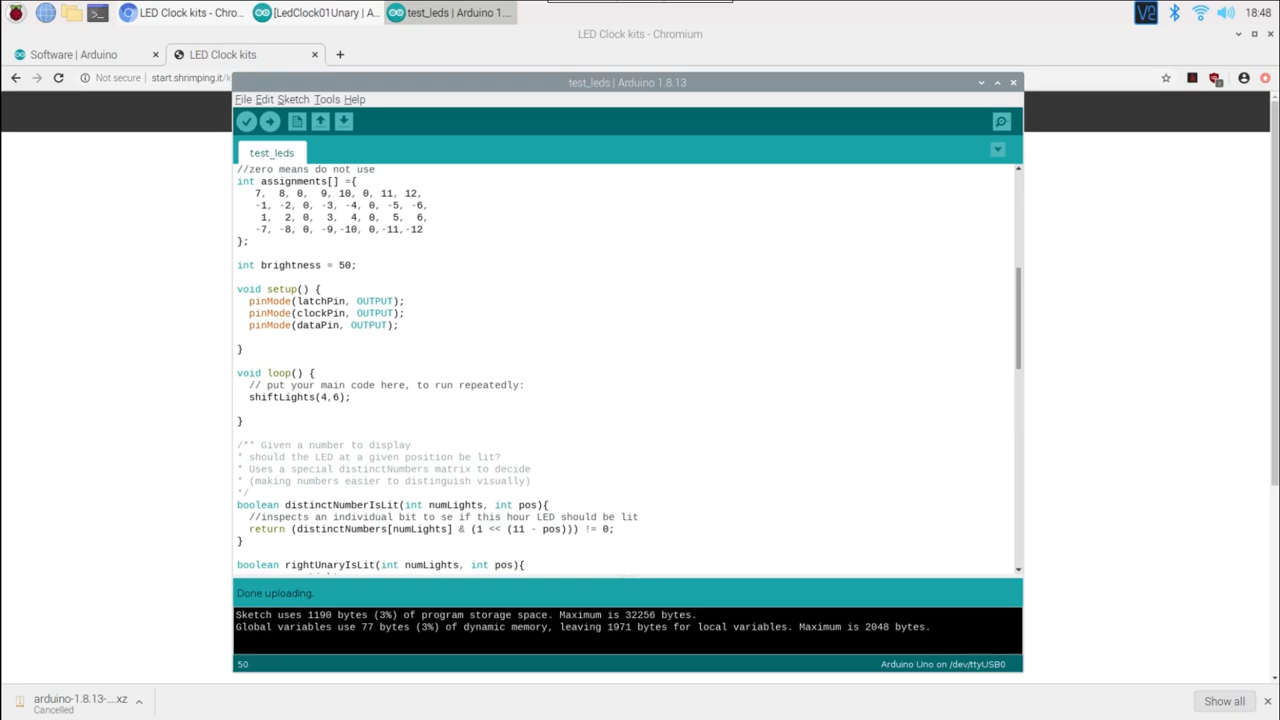 LED Clock kits - Chro...
[LedClock01Unary | A...
test_leds | Arduino 1...
18:48
LED Clock kits - Chromium
Software | Arduino
LED Clock kits
Not secure
start.shrimping.it/k
test_leds | Arduino 1.8.13
File Edit Sketch Tools Help
test_leds
//zero means do not use
int assignments[] ={
7, 8, 0, 9, 10, 0, 11, 12,
-1, -2, 0, -3, -4, 0, -5, -6,
1, 2, 0, 3, 4, 0, 5, 6,
-7, -8, 0, -9,-10, 0,-11,-12
};
int brightness = 50;
void setup() {
pinMode(latchPin, OUTPUT);
pinMode(clockPin, OUTPUT);
pinMode(dataPin, OUTPUT);
}
void loop() {
// put your main code here, to run repeatedly:
shiftLights(4,6);
}
/** Given a number to display
* should the LED at a given position be lit?
* Uses a special distinctNumbers matrix to decide
* (making numbers easier to distinguish visually)
*/
boolean distinctNumberIsLit(int numLights, int pos){
//inspects an individual bit to se if this hour LED should be lit
return (distinctNumbers[numLights] & (1 << (11 - pos))) != 0;
}
boolean rightUnaryIsLit(int numLights, int pos){
Done uploading.
Sketch uses 1190 bytes (3%) of program storage space. Maximum is 32256 bytes.
Global variables use 77 bytes (3%) of dynamic memory, leaving 1971 bytes for local variables. Maximum is 2048 bytes.
50
Arduino Uno on /dev/ttyUSB0
arduino-1.8.13-....xz
Cancelled
Show all